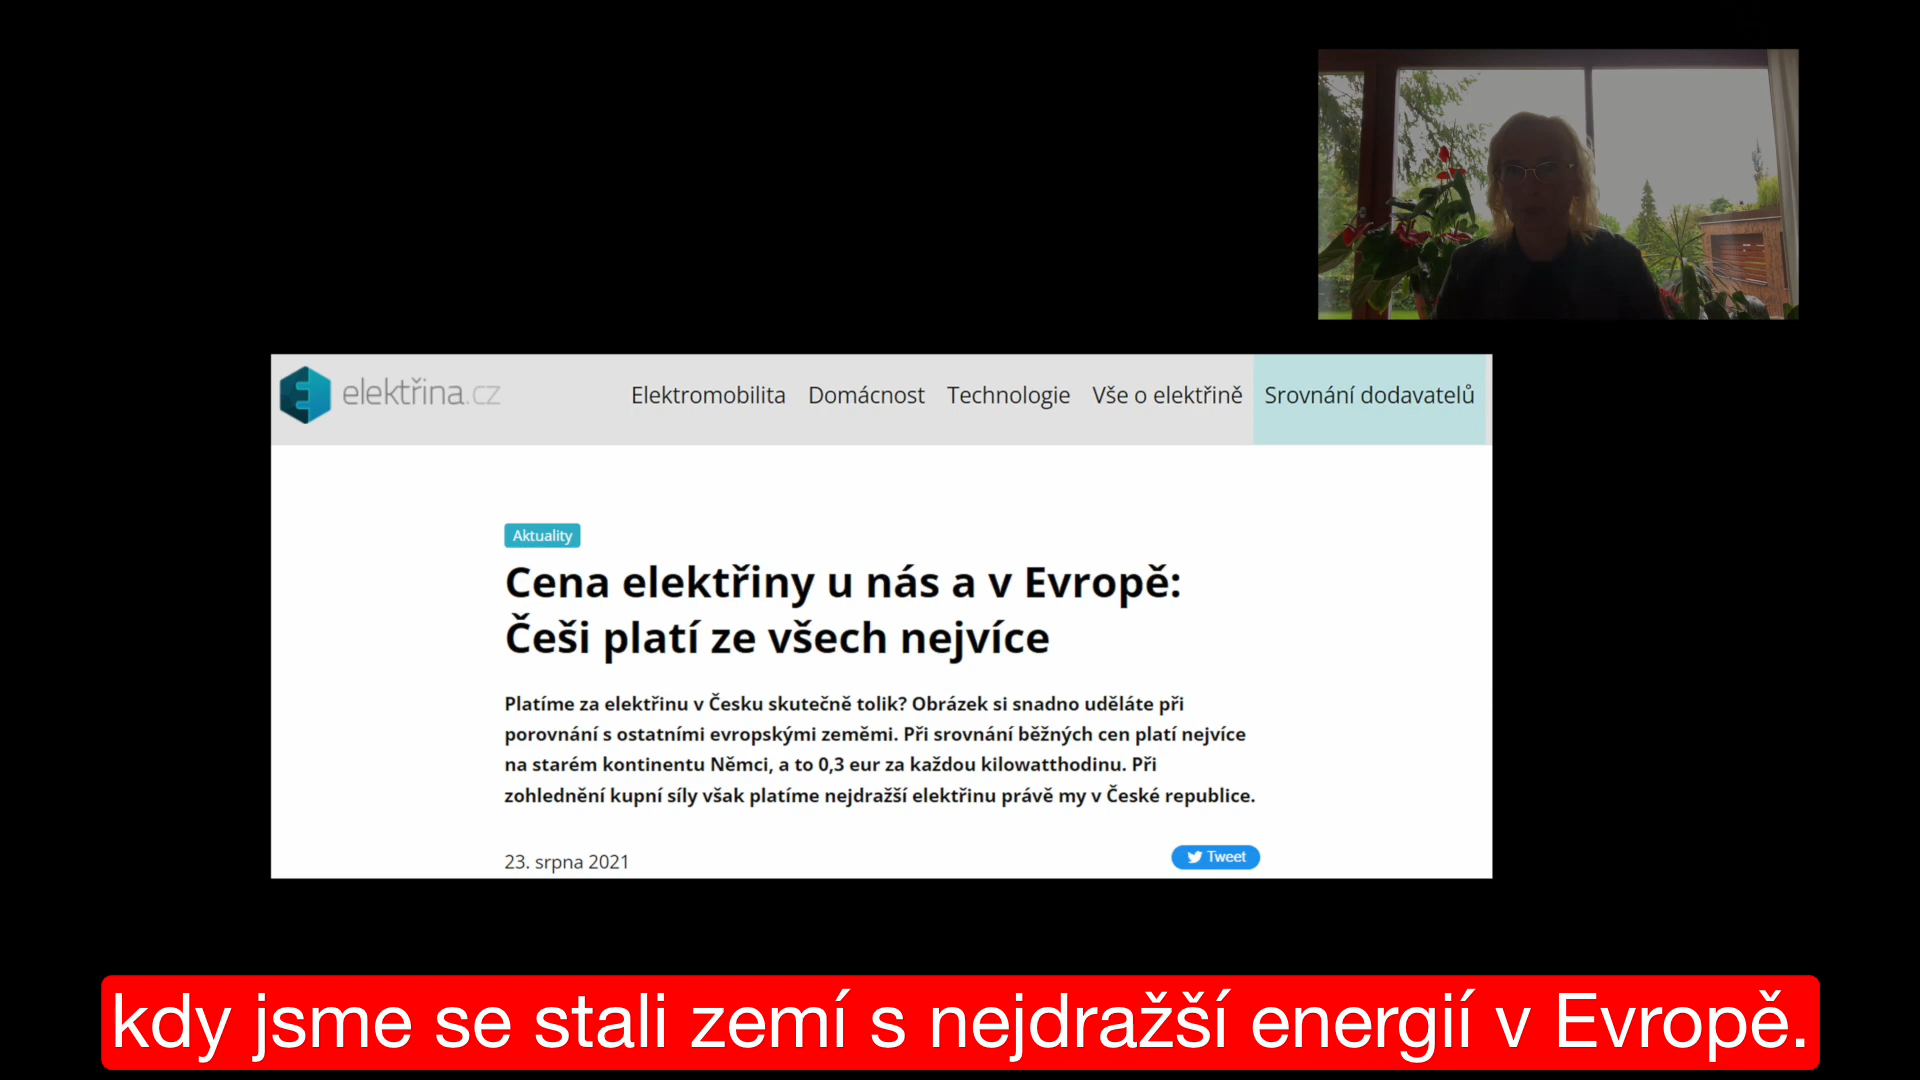 elektřina.cz
Elektromobilita Domácnost Technologie Vše o elektřině Srovnání dodavatelů
Aktuality
Cena elektřiny u nás a v Evropě:
Češi platí ze všech nejvíce
Platíme za elektřinu v Česku skutečně tolik? Obrázek si snadno uděláte při
porovnání s ostatními evropskými zeměmi. Při srovnání běžných cen platí nejvíce
na starém kontinentu Němci, a to 0,3 eur za každou kilowatthodinu. Při
zohlednění kupní síly však platíme nejdražší elektřinu právě my v České republice.
23. srpna 2021
Tweet
kdy jsme se stali zemí s nejdražší energií v Evropě.